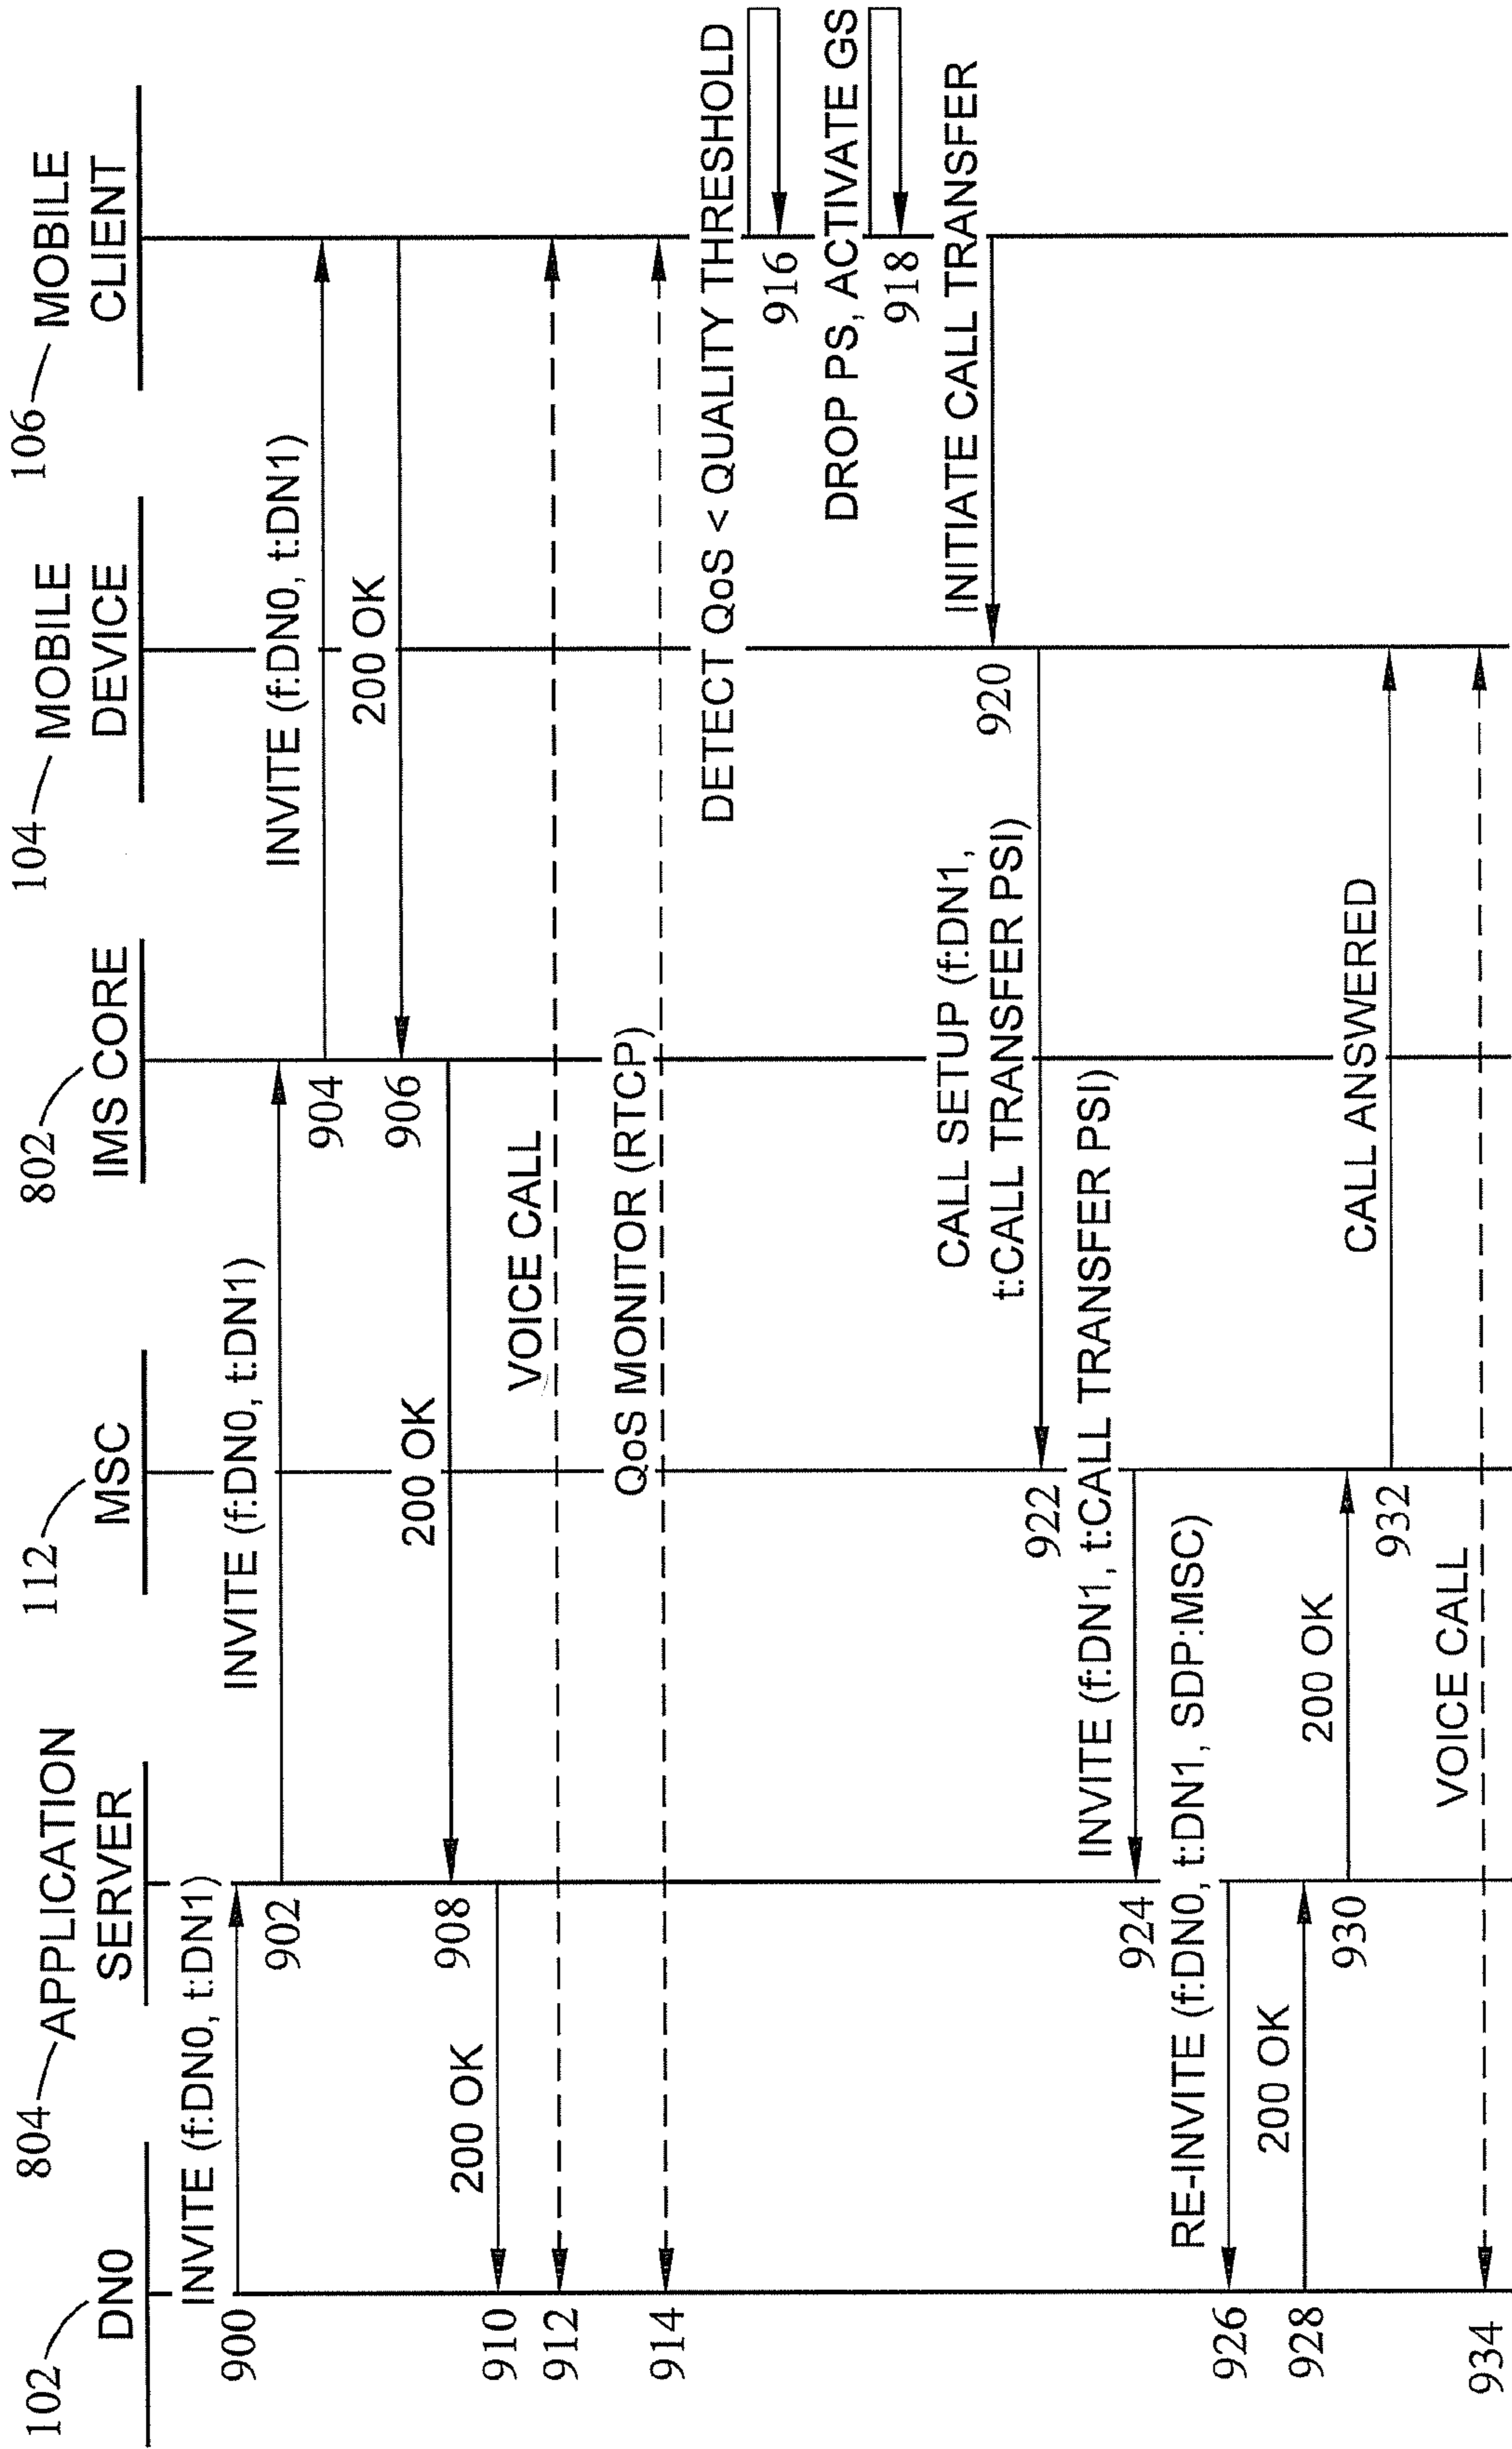 102
DN0
804
APPLICATION
SERVER
112
MSC
802
IMS CORE
104
MOBILE
DEVICE
106
MOBILE
CLIENT
INVITE (f:DN0, t:DN1)
900
INVITE (f:DN0, t:DN1)
902
INVITE (f:DN0, t:DN1)
904
200 OK
906
200 OK
908
200 OK
910
VOICE CALL
912
QoS MONITOR (RTCP)
914
DETECT QoS < QUALITY THRESHOLD
916
DROP PS, ACTIVATE GS
918
INITIATE CALL TRANSFER
920
CALL SETUP (f:DN1,
t:CALL TRANSFER PSI)
922
INVITE (f:DN1, t:CALL TRANSFER PSI)
924
RE-INVITE (f:DN0, t:DN1, SDP:MSC)
926
200 OK
928
200 OK
930
CALL ANSWERED
932
VOICE CALL
934